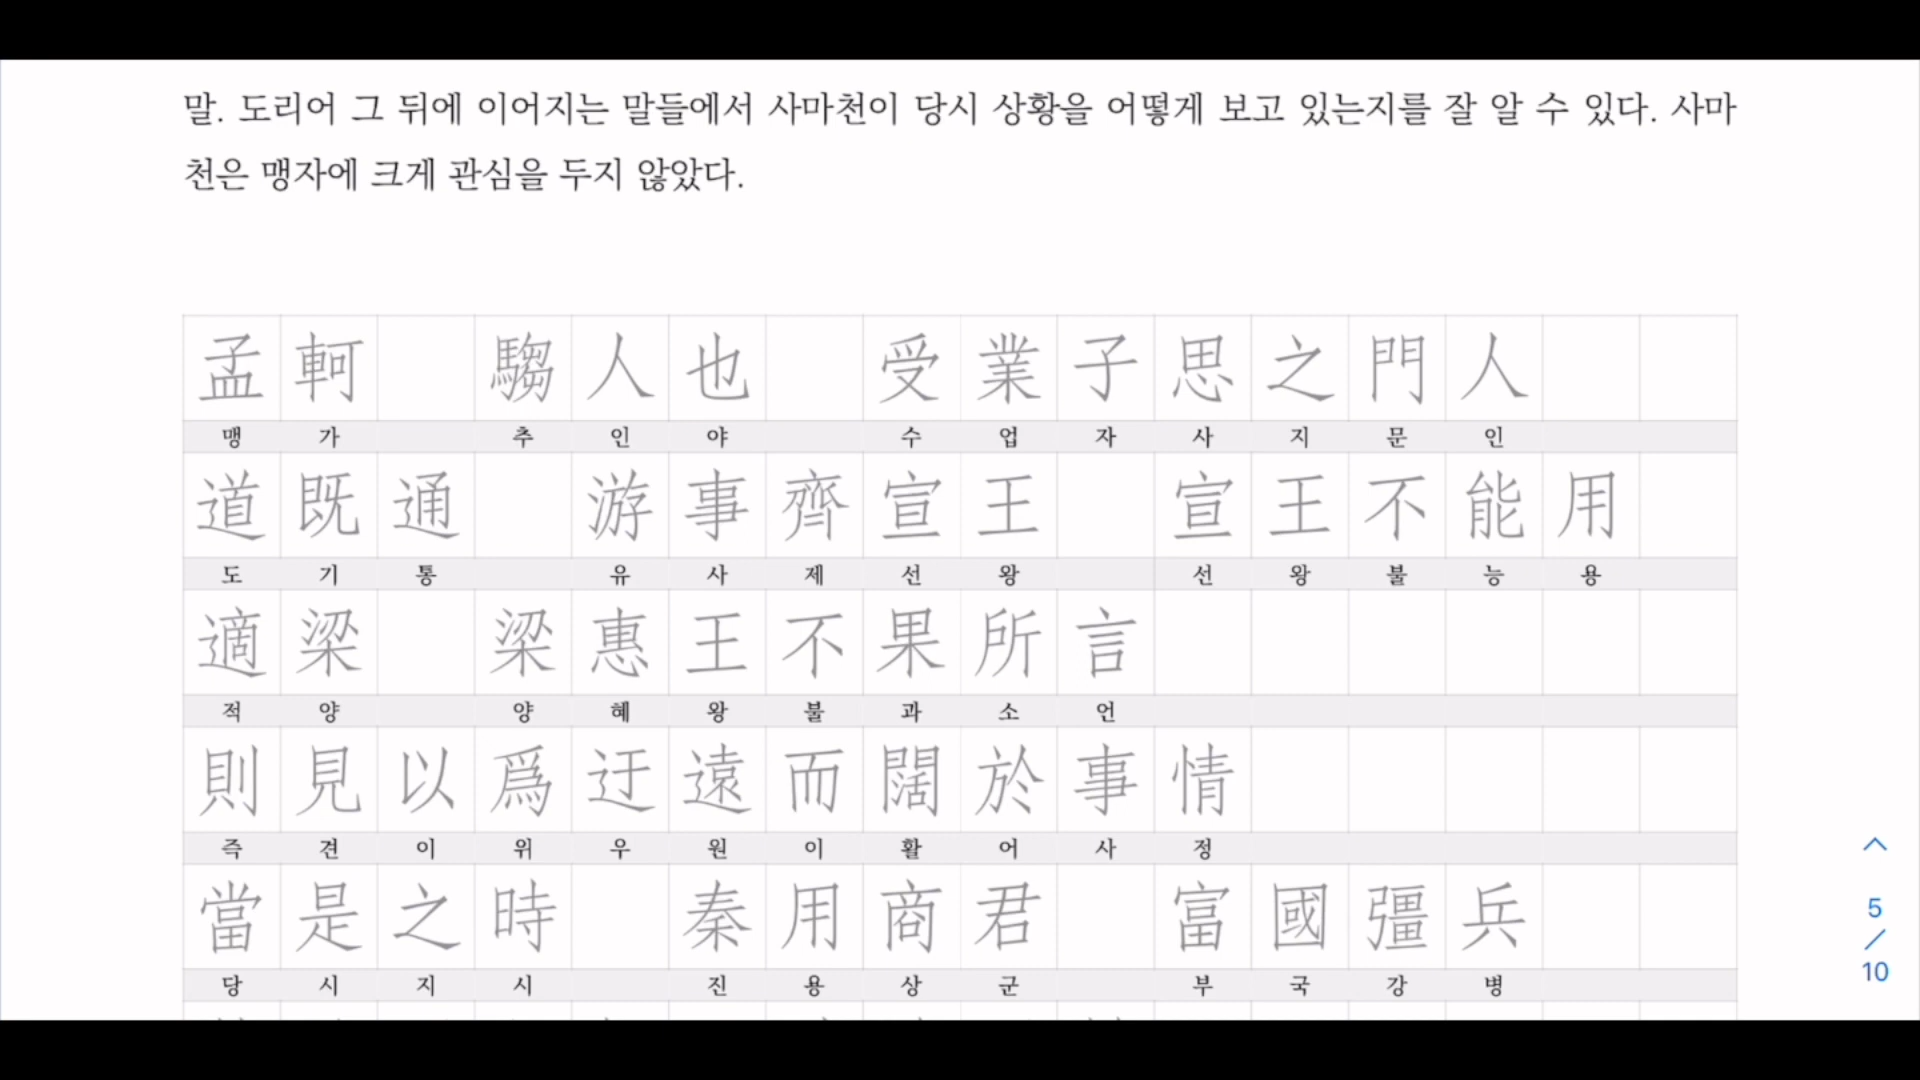 말. 도리어 그 뒤에 이어지는 말들에서 사마천이 당시 상황을 어떻게 보고 있는지를 잘 알 수 있다. 사마
천은 맹자에 크게 관심을 두지 않았다.
孟軻 騶人也 受業子思之門人
맹 가 추 인 야 수 업 자 사 지 문 인
道既通 游事齊宣王 宣王不能用
도 기 통 유 사 제 선 왕 선 왕 불 능 용
適梁 梁惠王不果所言
적 양 양 혜 왕 불 과 소 언
則見以爲迂遠而闊於事情
즉 견 이 위 우 원 이 활 어 사 정
當是之時 秦用商君 富國彊兵
당 시 지 시 진 용 상 군 부 국 강 병
5
/
10